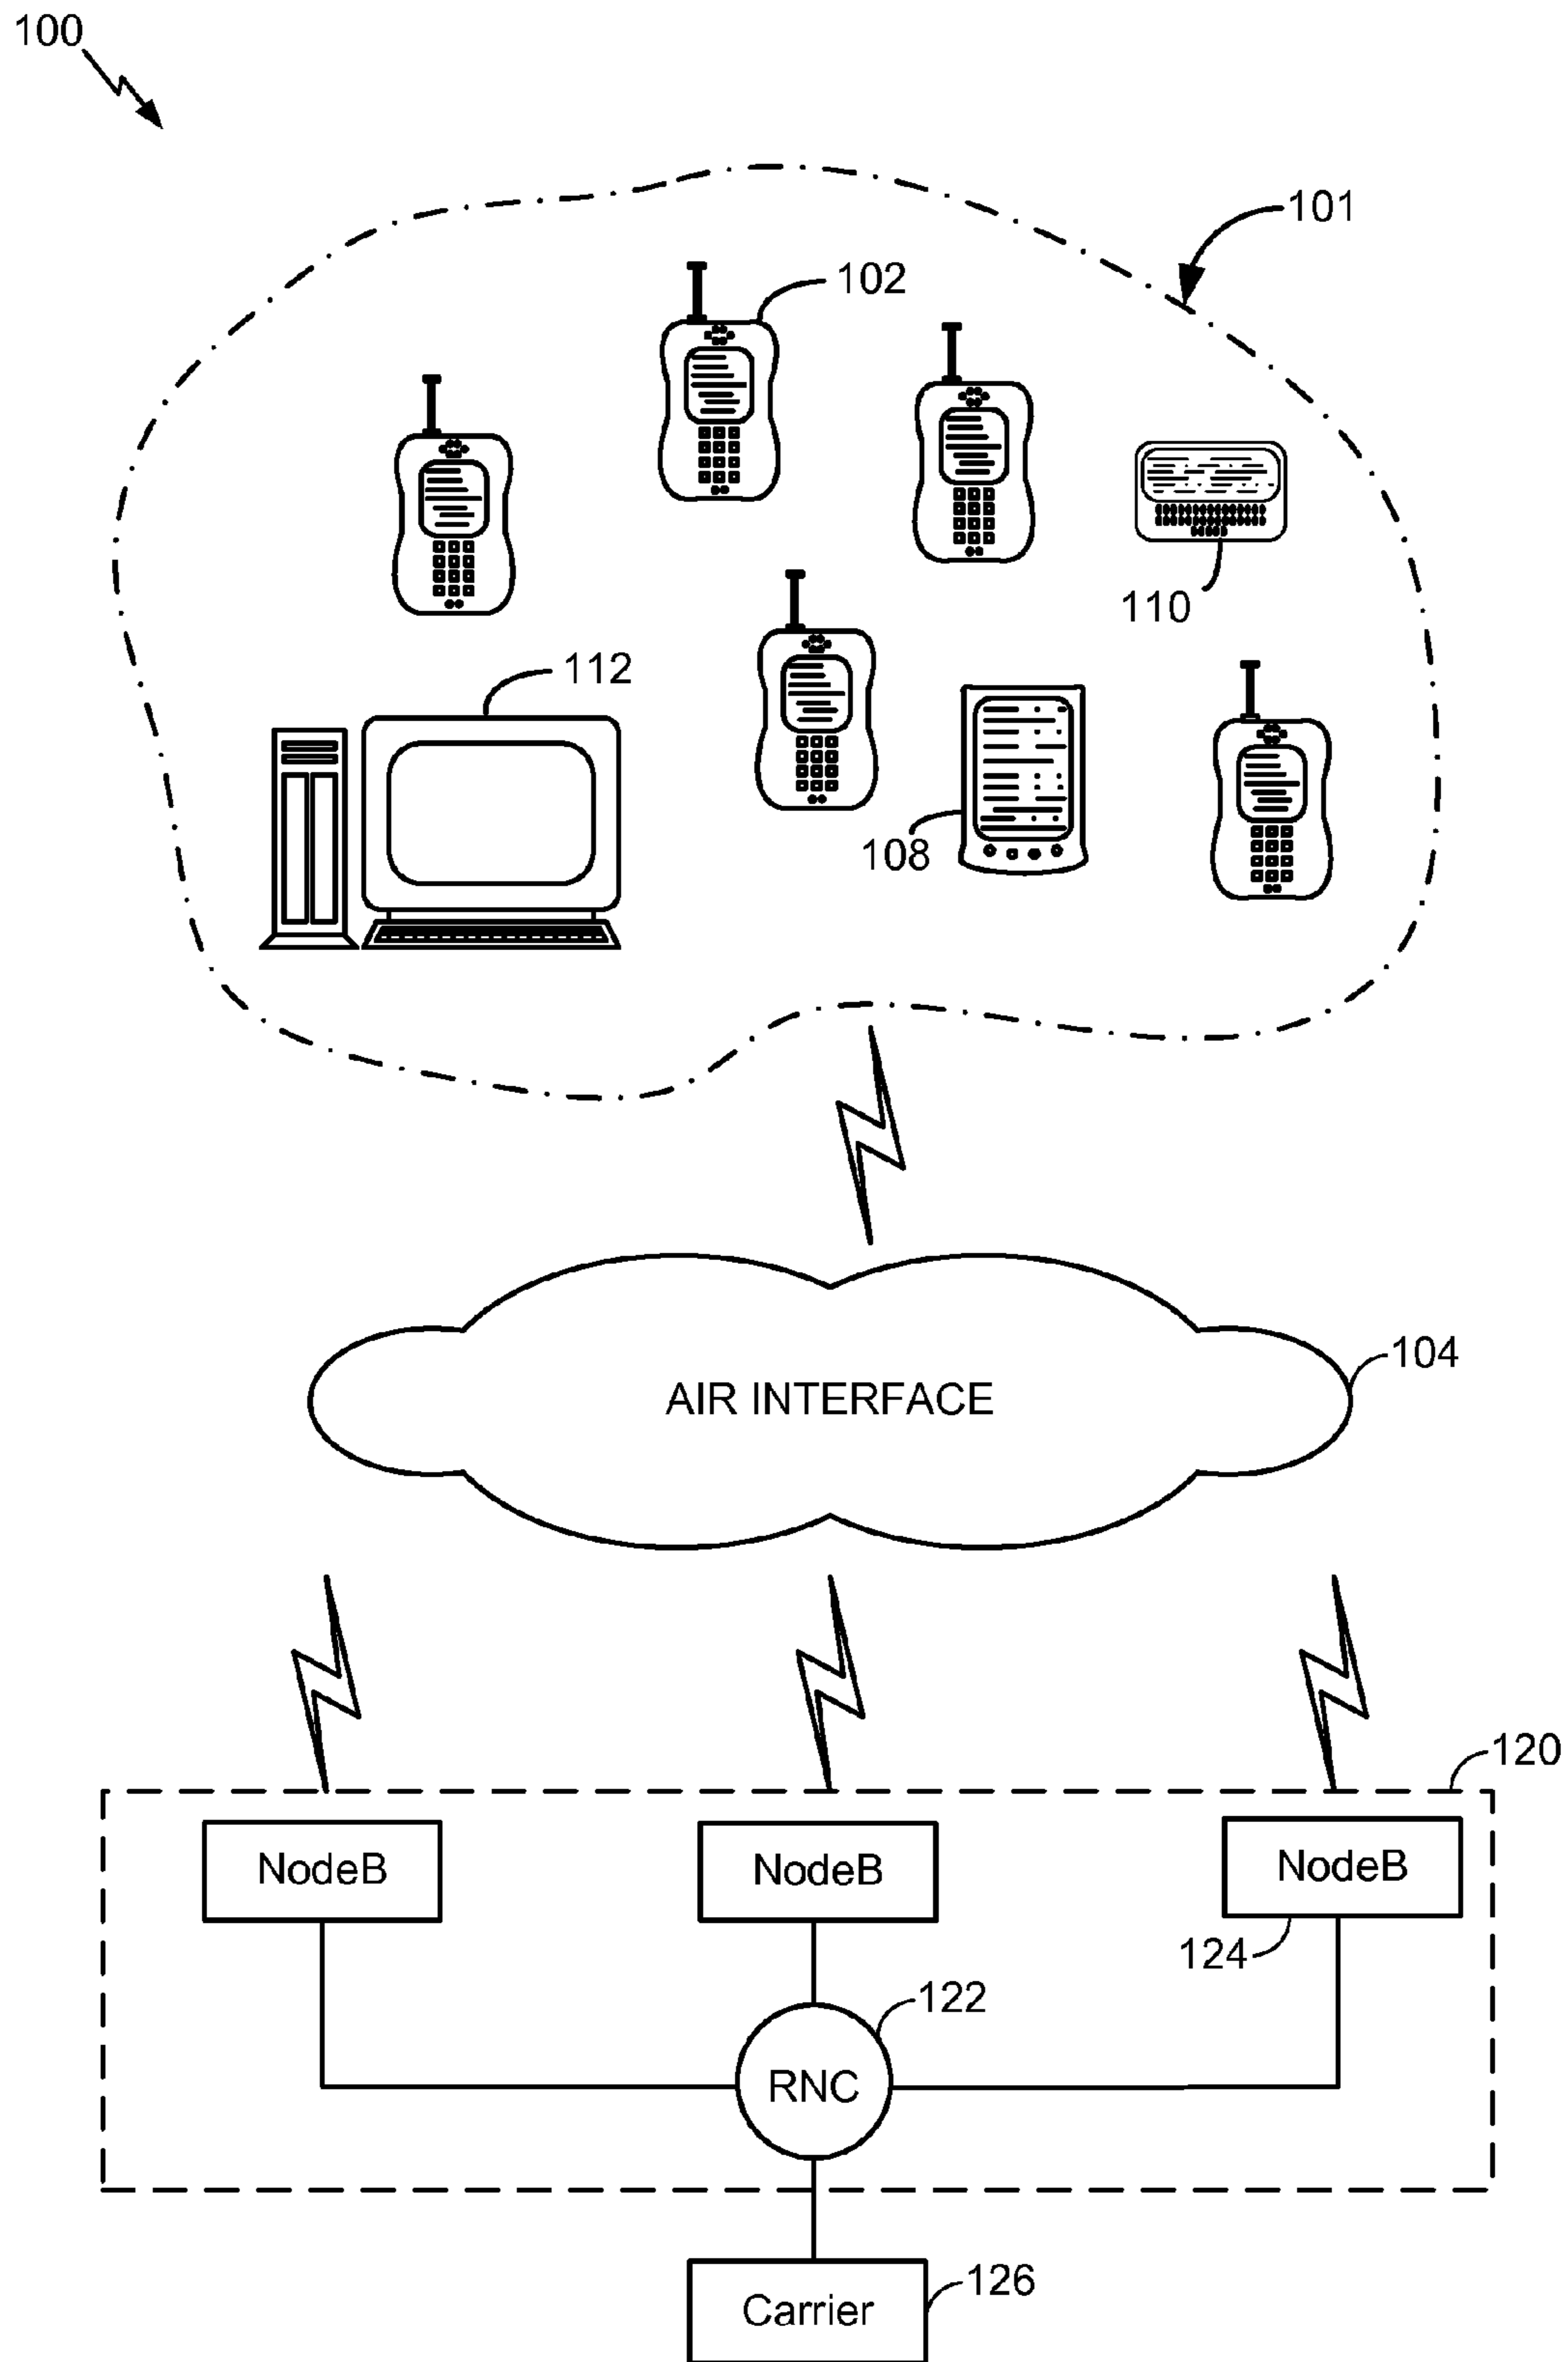 100
101
102
110
112
108
104
AIR INTERFACE
120
NodeB
NodeB
NodeB
124
122
RNC
126
Carrier